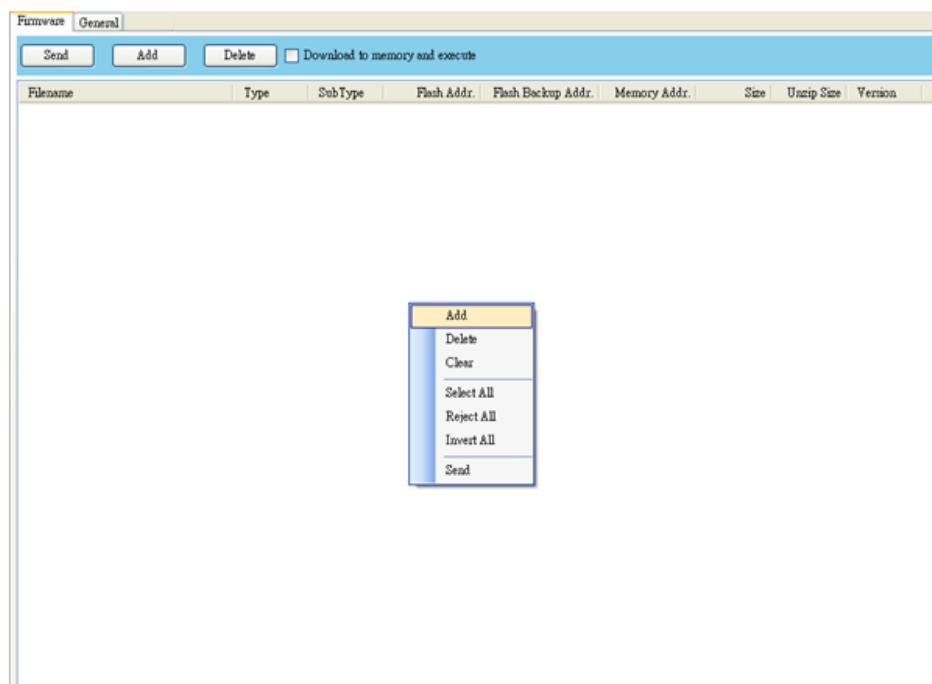 Firmware General
Send Add Delete Download to memory and execute
Filename Type SubType Flash Addr. Flash Backup Addr. Memory Addr. Size Unzip Size Version
Add
Delete
Clear
Select All
Reject All
Invert All
Send